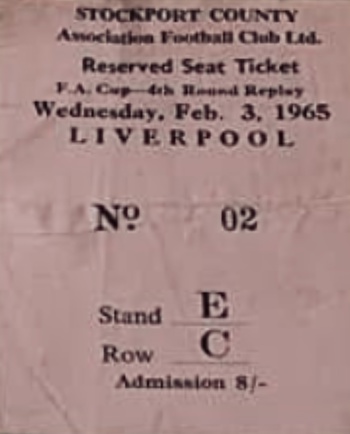 STOCKPORT COUNTY
Association Football Club Ltd.
Reserved Seat Ticket
F.A. Cup—4th Round Replay
Wednesday, Feb. 3, 1965
LIVERPOOL
Nº 02
Stand E
Row C
Admission 8/-